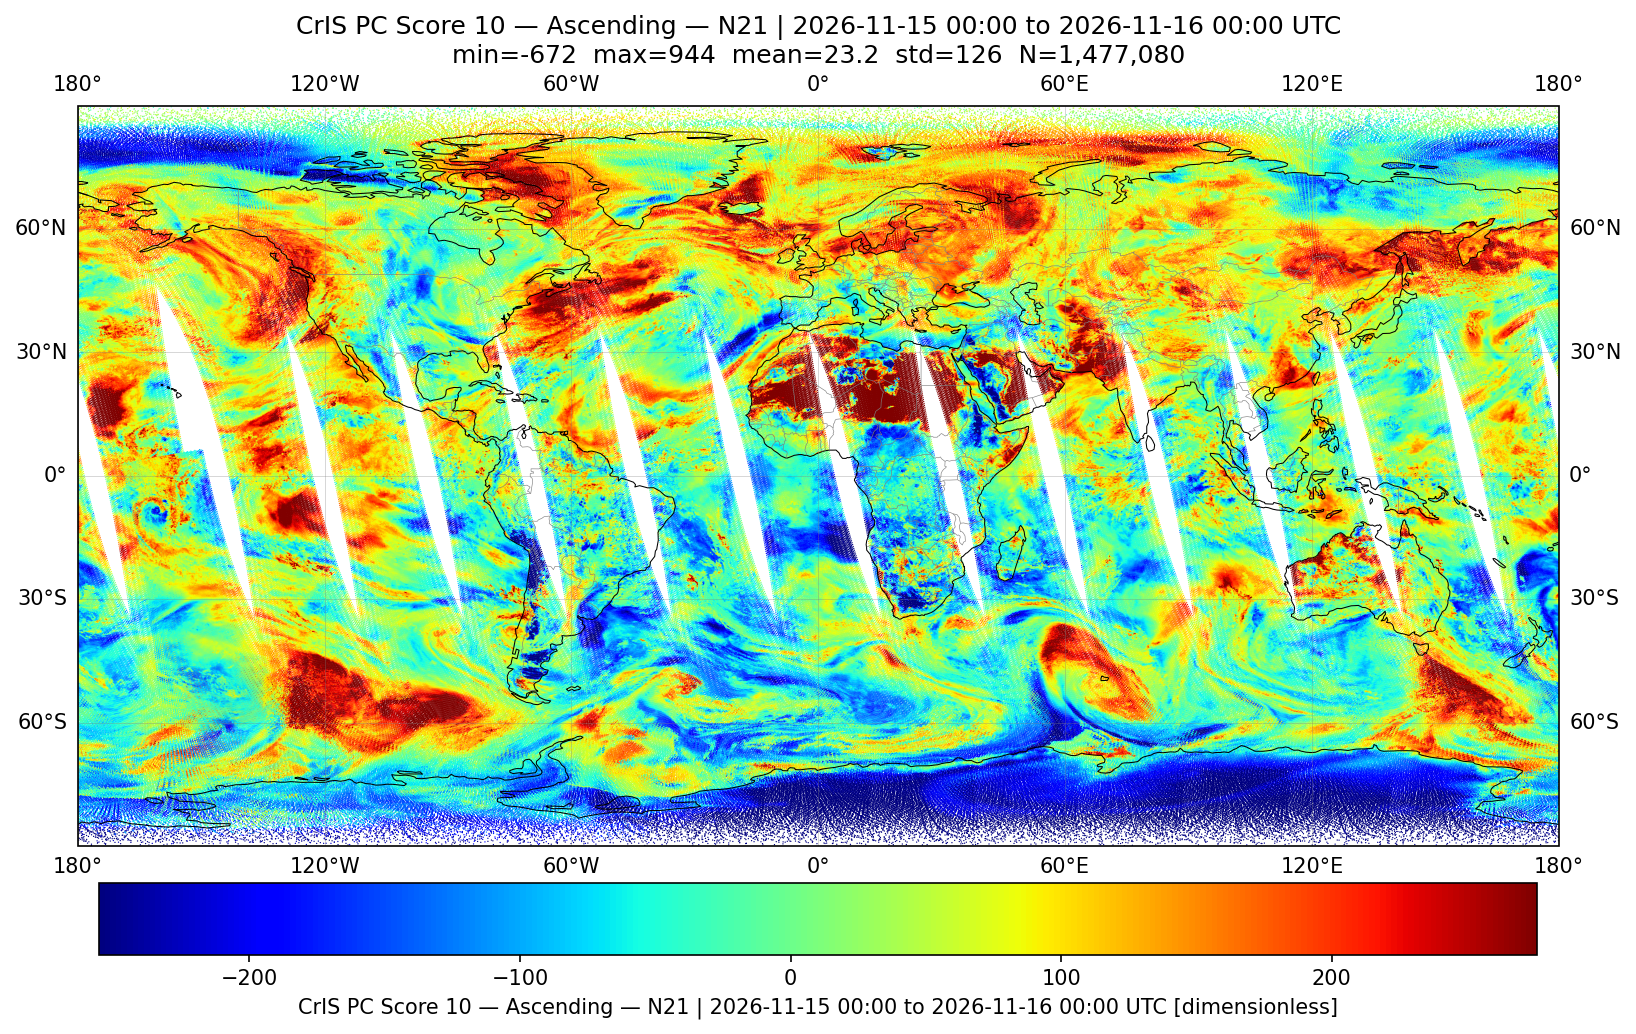 CrIS PC Score 10 — Ascending — N21 | 2026-11-15 00:00 to 2026-11-16 00:00 UTC
min=-672  max=944  mean=23.2  std=126  N=1,477,080
180° 120°W 60°W 0° 60°E 120°E 180°
60°N 60°N
30°N 30°N
0° 0°
30°S 30°S
60°S 60°S
180° 120°W 60°W 0° 60°E 120°E 180°
−200 −100 0 100 200
CrIS PC Score 10 — Ascending — N21 | 2026-11-15 00:00 to 2026-11-16 00:00 UTC [dimensionless]